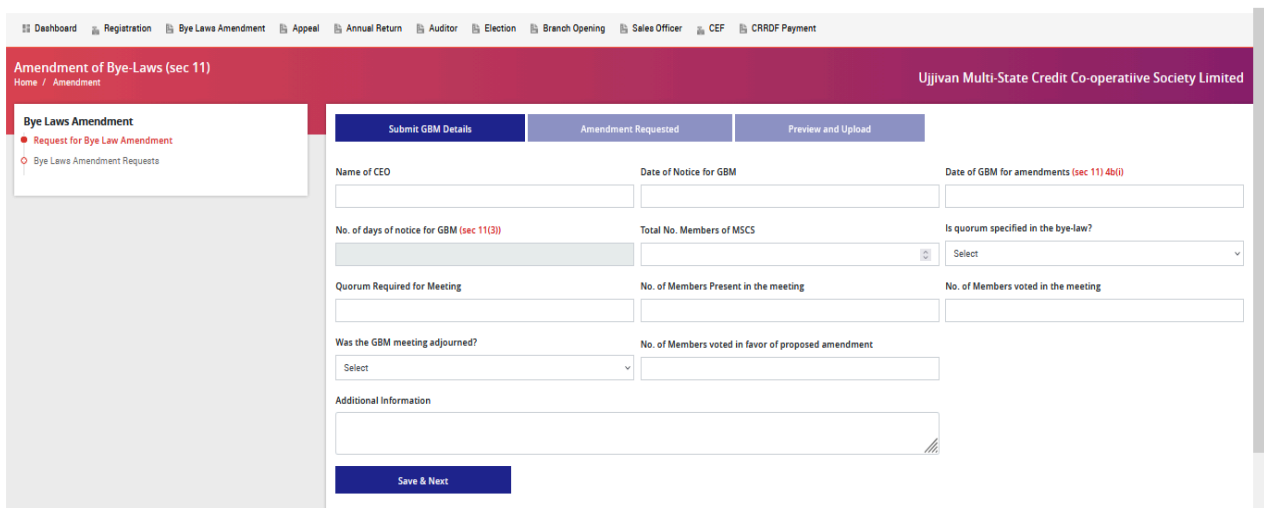 Dashboard Registration Bye Laws Amendment Appeal Annual Return Auditor Election Branch Opening Sales Officer CEF CRRDF Payment
Amendment of Bye-Laws (sec 11)
Home / Amendment
Ujjivan Multi-State Credit Co-operatiive Society Limited
Bye Laws Amendment
Request for Bye Law Amendment
Bye Laws Amendment Requests
Submit GBM Details Amendment Requested Preview and Upload
Name of CEO Date of Notice for GBM Date of GBM for amendments (sec 11) 4b(i)
No. of days of notice for GBM (sec 11(3)) Total No. Members of MSCS Is quorum specified in the bye-law?
Select
Quorum Required for Meeting No. of Members Present in the meeting No. of Members voted in the meeting
Was the GBM meeting adjourned? No. of Members voted in favor of proposed amendment
Select
Additional Information
Save & Next